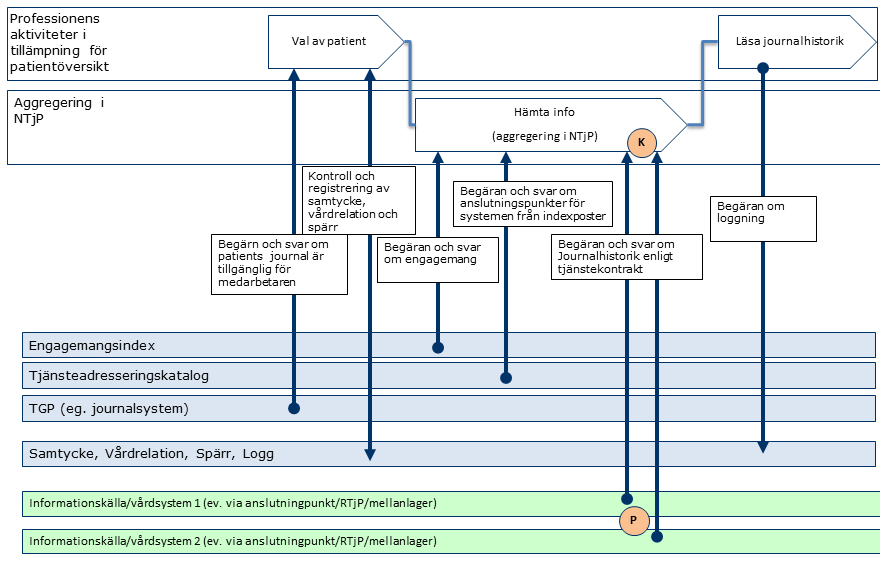 Professionens
aktiviteter i
tillämpning för
patientöversikt
Val av patient
Läsa journalhistorik
Aggregering i
NTjP
Hämta info
(aggregering i NTjP)
K
Kontroll och
registrering av
samtycke,
vårdrelation och
spärr
Begäran och svar om
anslutningspunkter för
systemen från indexposter
Begäran om
loggning
Begärn och svar om
patients journal är
tillgänglig för
medarbetaren
Begäran och svar
om engagemang
Begäran och svar om
Journalhistorik enligt
tjänstekontrakt
Engagemangsindex
Tjänsteadresseringskatalog
TGP (eg. journalsystem)
Samtycke, Vårdrelation, Spärr, Logg
Informationskälla/vårdsystem 1 (ev. via anslutningpunkt/RTjP/mellanlager)
P
Informationskälla/vårdsystem 2 (ev. via anslutningpunkt/RTjP/mellanlager)